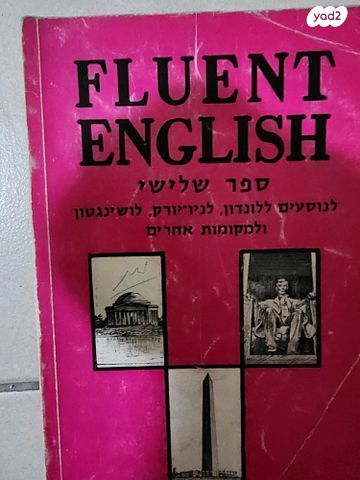 yad2
FLUENT
ENGLISH
ספר שלישי
לנוסעים ללונדון, לניו־יורק, לושינגטון
ולמקומות אחרים